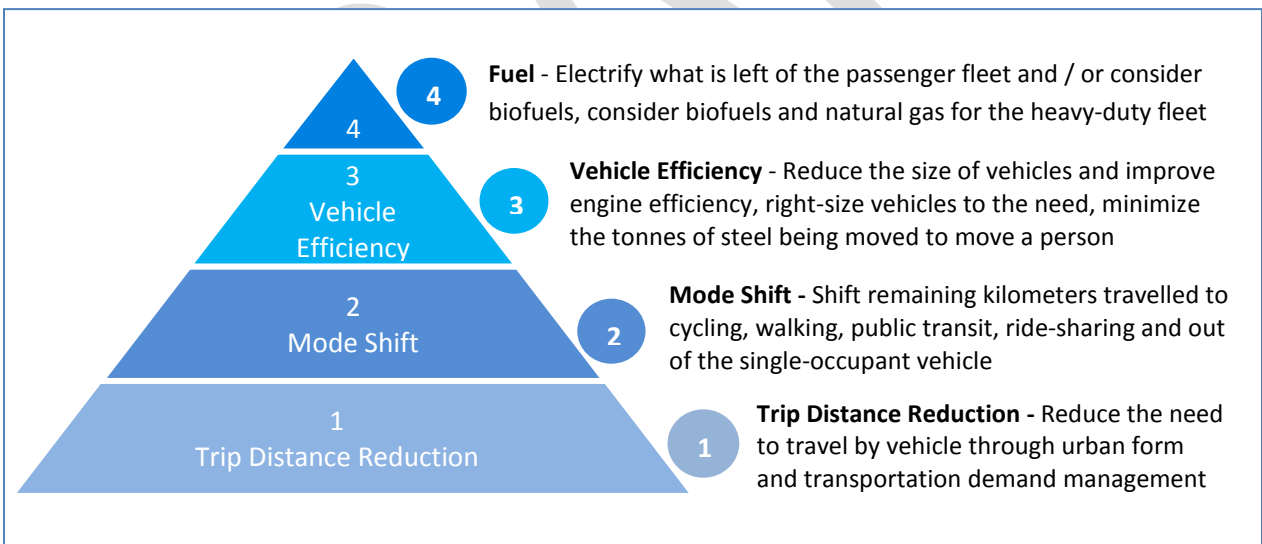 4
Fuel - Electrify what is left of the passenger fleet and / or consider
biofuels, consider biofuels and natural gas for the heavy-duty fleet
4
3
Vehicle
Efficiency
3
Vehicle Efficiency - Reduce the size of vehicles and improve
engine efficiency, right-size vehicles to the need, minimize
the tonnes of steel being moved to move a person
2
Mode Shift
2
Mode Shift - Shift remaining kilometers travelled to
cycling, walking, public transit, ride-sharing and out
of the single-occupant vehicle
1
Trip Distance Reduction
1
Trip Distance Reduction - Reduce the need
to travel by vehicle through urban form
and transportation demand management